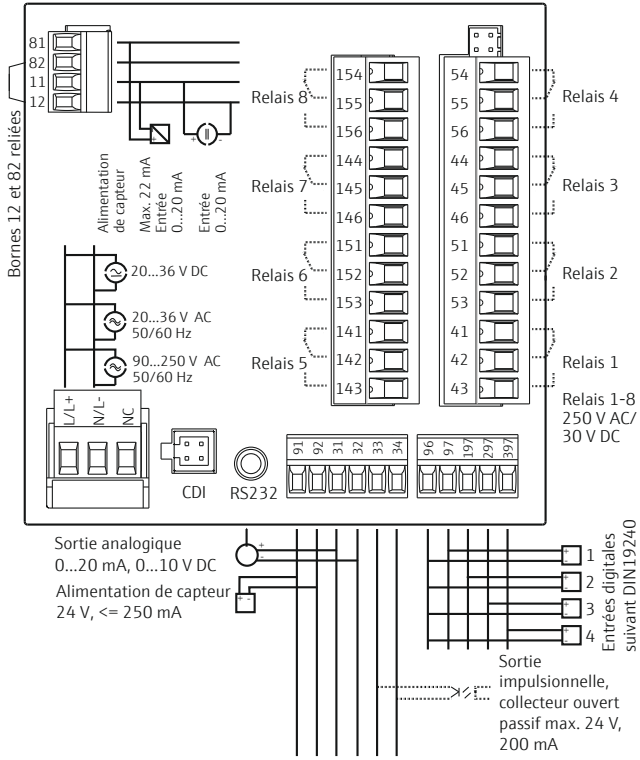 81
82
11
12
Bornes 12 et 82 reliées
+
-
Alimentation
de capteur
Max. 22 mA
Entrée
0...20 mA
Entrée
0...20 mA
20...36 V DC
20...36 V AC
50/60 Hz
90...250 V AC
50/60 Hz
L/L+
N/L-
NC
CDI
RS232
Relais 8
154
155
156
Relais 7
144
145
146
Relais 6
151
152
153
Relais 5
141
142
143
54
55
56
Relais 4
44
45
46
Relais 3
51
52
53
Relais 2
41
42
43
Relais 1
Relais 1-8
250 V AC/
30 V DC
91
92
31
32
33
34
96
97
197
297
397
Sortie analogique
0...20 mA, 0...10 V DC
+
-
Alimentation de capteur
24 V, <= 250 mA
+ -
1
2
3
4
Entrées digitales
suivant DIN19240
Sortie
impulsionnelle,
collecteur ouvert
passif max. 24 V,
200 mA